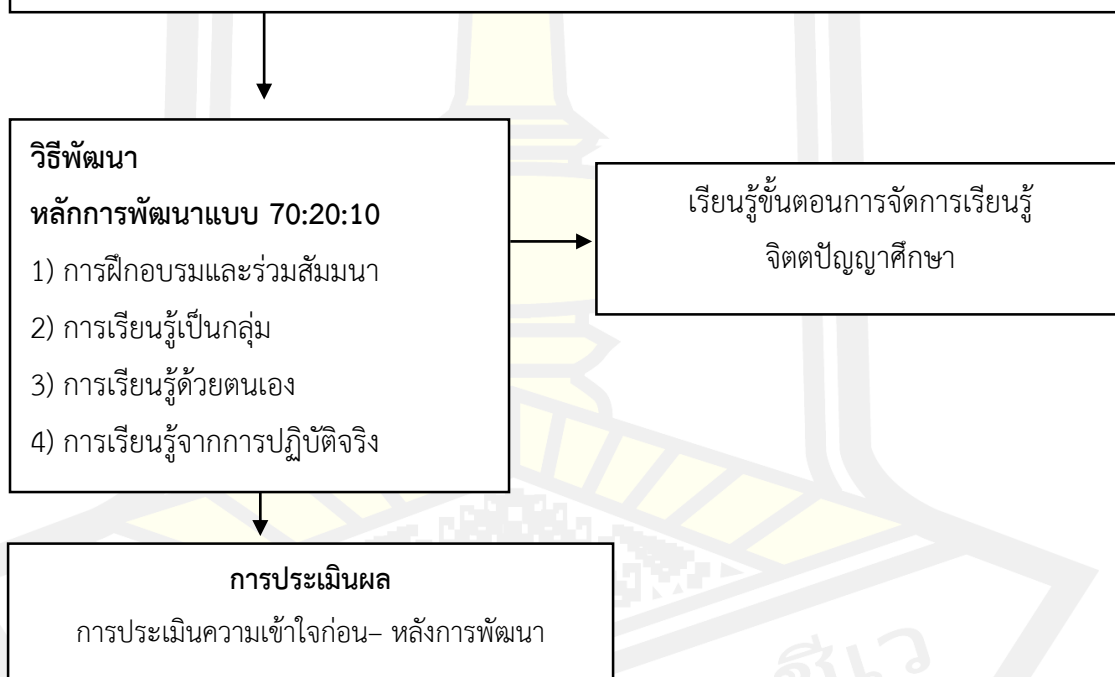 วิธีพัฒนา
หลักการพัฒนาแบบ 70:20:10
1) การฝึกอบรมและร่วมสัมมนา
2) การเรียนรู้เป็นกลุ่ม
3) การเรียนรู้ด้วยตนเอง
4) การเรียนรู้จากการปฏิบัติจริง
เรียนรู้ขั้นตอนการจัดการเรียนรู้
จิตตปัญญาศึกษา
การประเมินผล
การประเมินความเข้าใจก่อน– หลังการพัฒนา
ชีเว